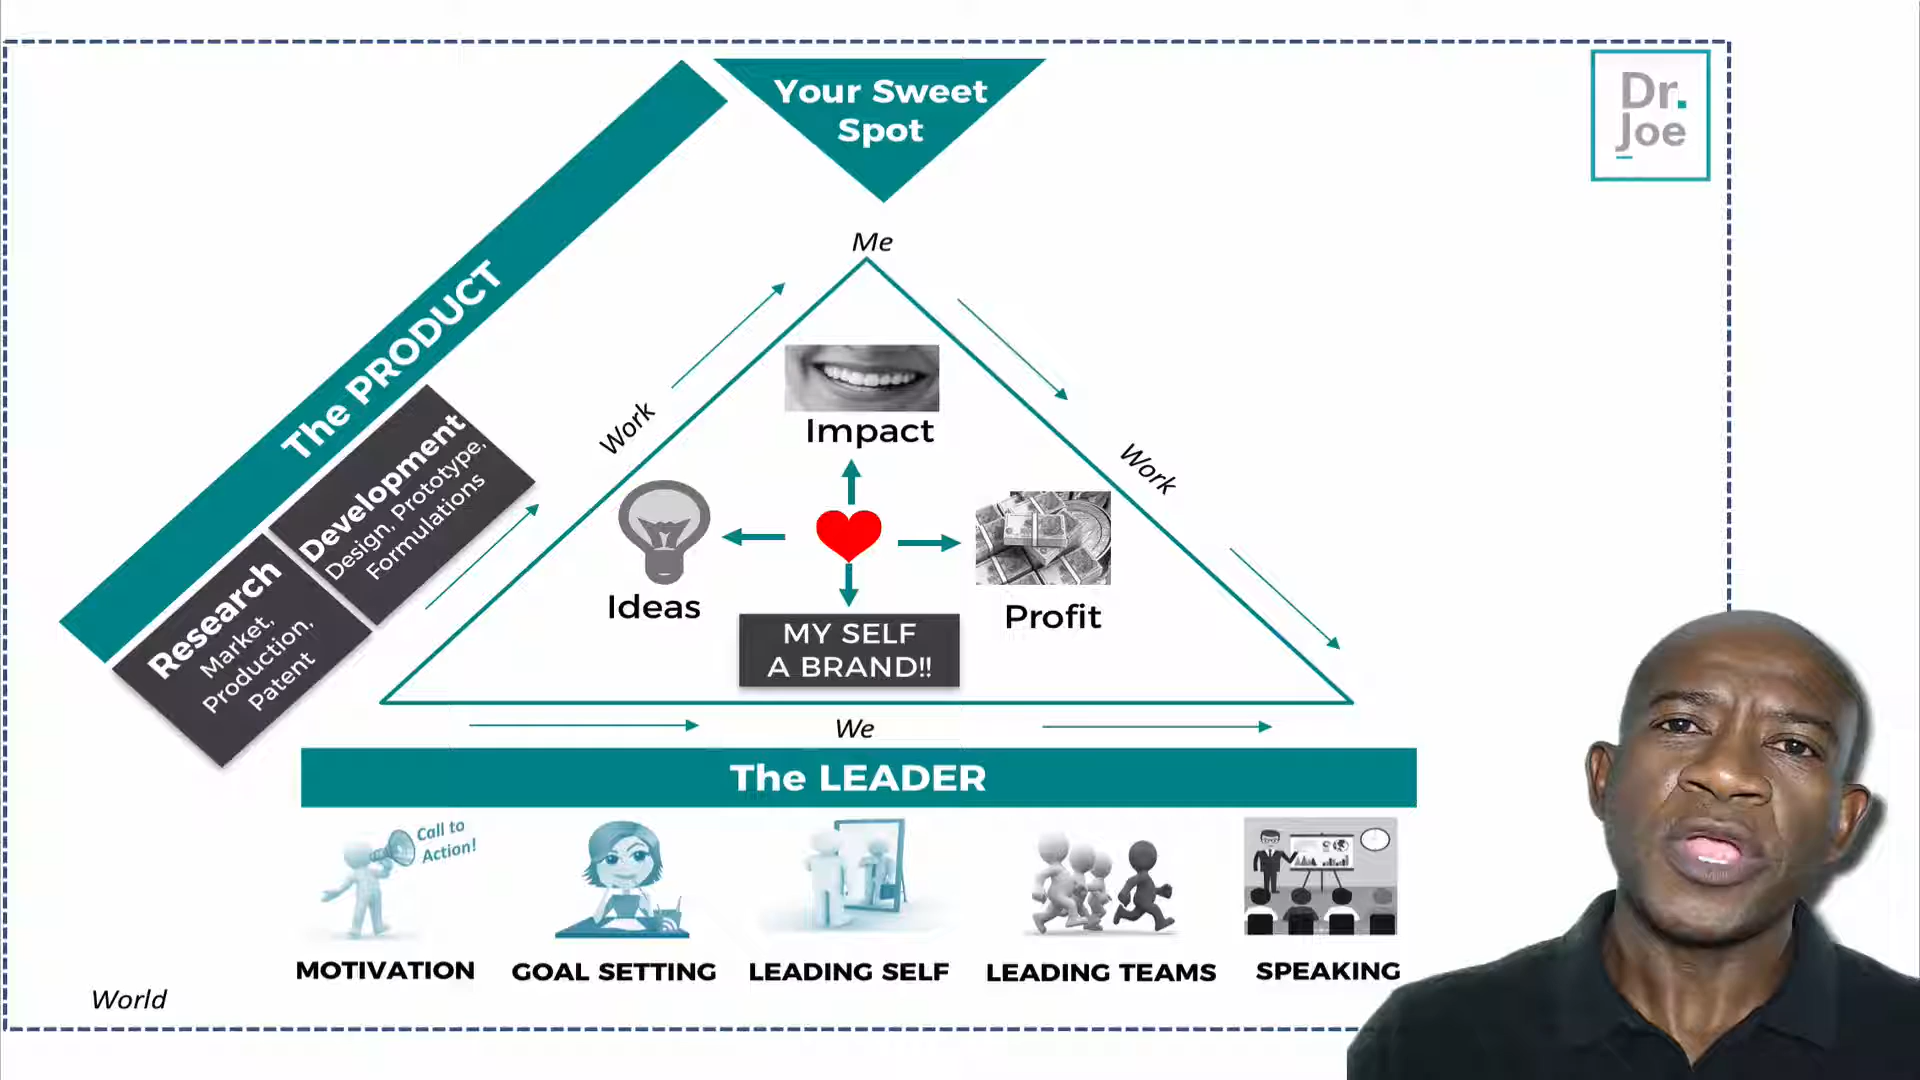 Your Sweet
Spot
Dr.
Joe
Me
The PRODUCT
Work
Work
Impact
Development
Design, Prototype,
Formulations
Research
Market,
Production,
Patent
Ideas
Profit
MY SELF
A BRAND!!
We
The LEADER
Call to
Action!
MOTIVATION
GOAL SETTING
LEADING SELF
LEADING TEAMS
SPEAKING
World